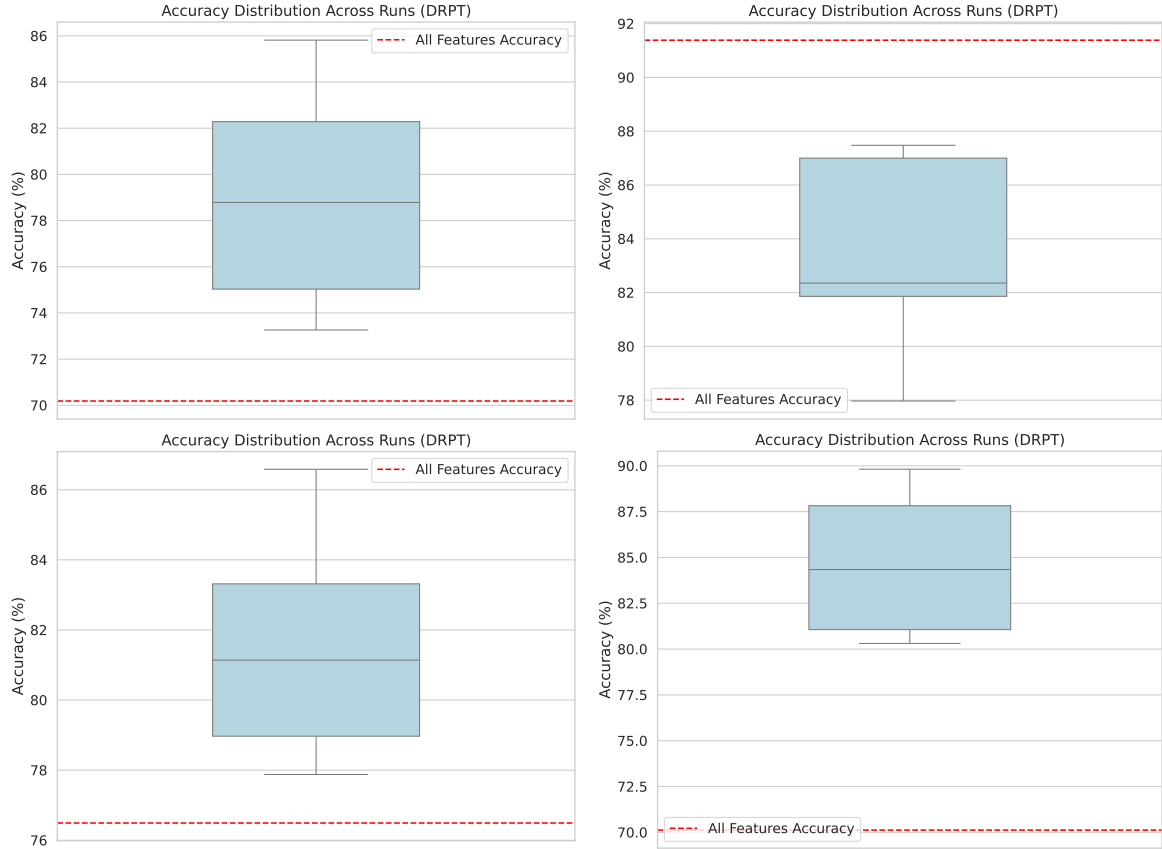 Accuracy Distribution Across Runs (DRPT)
86
84
82
80
78
76
74
72
70
Accuracy (%)
All Features Accuracy
Accuracy Distribution Across Runs (DRPT)
92
90
88
86
84
82
80
78
Accuracy (%)
All Features Accuracy
Accuracy Distribution Across Runs (DRPT)
86
84
82
80
78
76
Accuracy (%)
All Features Accuracy
Accuracy Distribution Across Runs (DRPT)
90.0
87.5
85.0
82.5
80.0
77.5
75.0
72.5
70.0
Accuracy (%)
All Features Accuracy